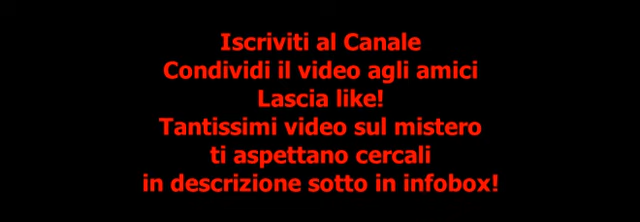 Iscriviti al Canale
Condividi il video agli amici
Lascia like!
Tantissimi video sul mistero
ti aspettano cercali
in descrizione sotto in infobox!